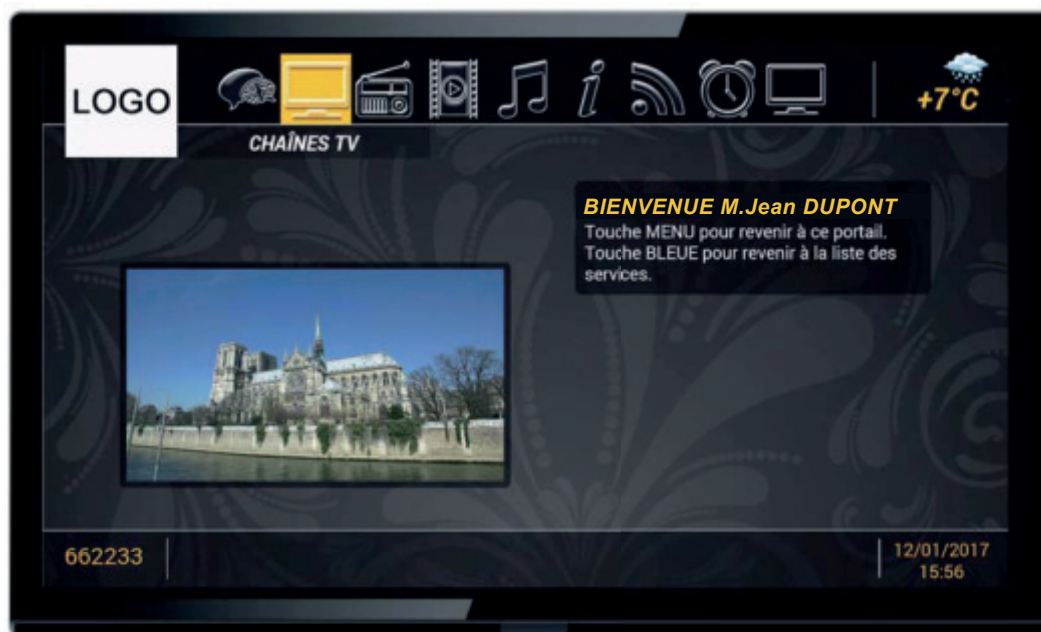 LOGO
+7°C
CHAÎNES TV
BIENVENUE M.Jean DUPONT
Touche MENU pour revenir à ce portail.
Touche BLEUE pour revenir à la liste des
services.
662233
12/01/2017
15:56